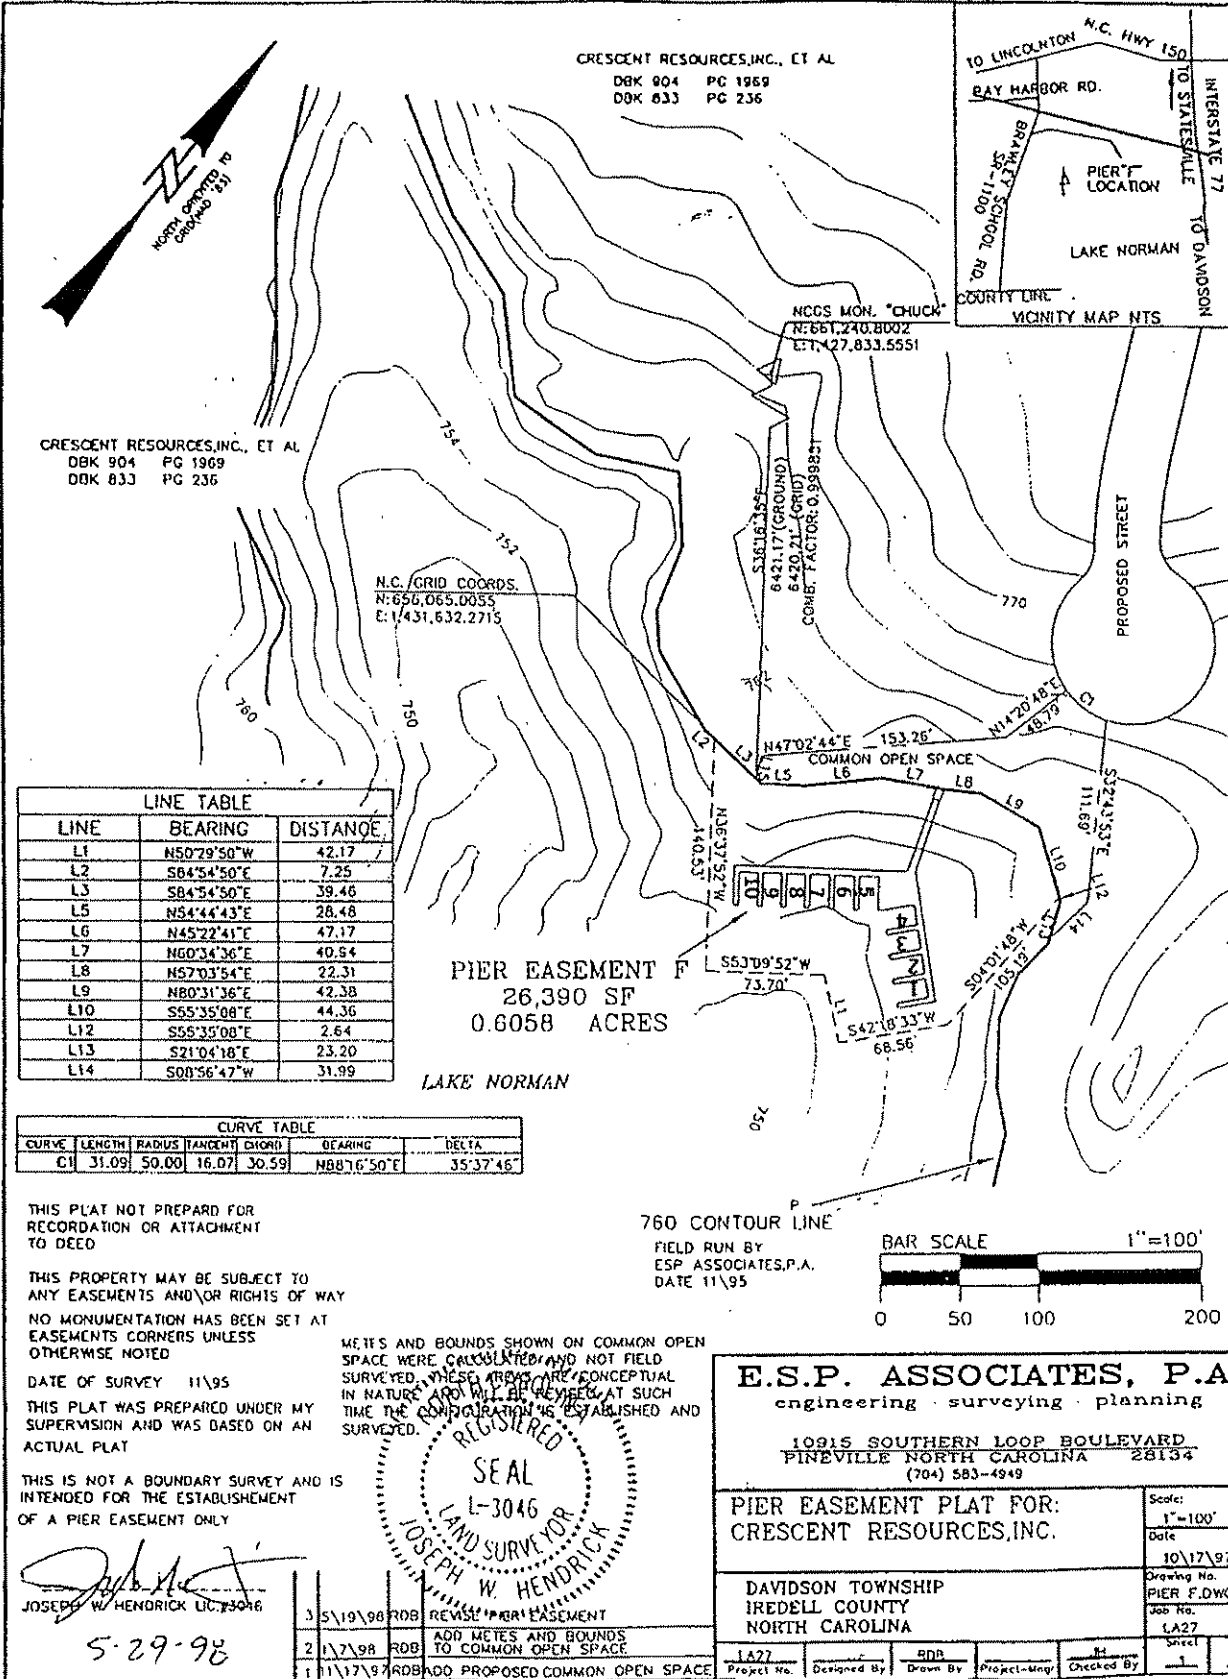 CRESCENT RESOURCES,INC., ET AL
DBK 904 PG 1969
DBK 833 PG 236
NORTH ORIENTED TO
GRID(NAD '83)
TO LINCOLNTON
N.C. HWY 150
BAY HARBOR RD.
TO STATESVILLE
INTERSTATE 77
BRAWLEY SCHOOL RD.
SR-1100
PIER "F"
LOCATION
LAKE NORMAN
TO DAVIDSON
COUNTY LINE
VICINITY MAP NTS
NCGS MON. "CHUCK"
N:661,240.8002
E:1,427,833.5551
CRESCENT RESOURCES,INC., ET AL
DBK 904 PG 1969
DBK 833 PG 236
754
752
S36°16'35"E
6421.17'(GROUND)
6420.21' (GRID)
COMB. FACTOR: 0.999851
N.C. GRID COORDS.
N:656,065.0055
E:1,431,632.2715
770
PROPOSED STREET
760
750
762
L2
L3
N47°02'44"E 153.26'
N14°20'48"E
48.79'
C1
COMMON OPEN SPACE
L5
L6
L7
L8
L9
L10
L12
L13
L14
S32°43'53"E
111.69'
N36°37'52"W
140.53'
10 9 8 7 6 5
4
3
2
1
S53°09'52"W
73.70'
L1
S42°18'33"W
68.56'
S04°01'48"W
105.19'
PIER EASEMENT F
26,390 SF
0.6058 ACRES
LAKE NORMAN
750
LINE TABLE
LINE BEARING DISTANCE
L1 N50°29'50"W 42.17
L2 S84°54'50"E 7.25
L3 S84°54'50"E 39.46
L5 N54°44'43"E 28.48
L6 N45°22'41"E 47.17
L7 N60°34'36"E 40.94
L8 N57°03'54"E 22.31
L9 N80°31'36"E 42.38
L10 S55°35'08"E 44.36
L12 S55°35'08"E 2.64
L13 S21°04'18"E 23.20
L14 S08°56'47"W 31.99
CURVE TABLE
CURVE LENGTH RADIUS TANGENT CHORD BEARING DELTA
C1 31.09 50.00 16.07 30.59 N88°16'50"E 35°37'46"
THIS PLAT NOT PREPARED FOR
RECORDATION OR ATTACHMENT
TO DEED
THIS PROPERTY MAY BE SUBJECT TO
ANY EASEMENTS AND\OR RIGHTS OF WAY
NO MONUMENTATION HAS BEEN SET AT
EASEMENTS CORNERS UNLESS
OTHERWISE NOTED
DATE OF SURVEY 11\95
THIS PLAT WAS PREPARED UNDER MY
SUPERVISION AND WAS BASED ON AN
ACTUAL PLAT
THIS IS NOT A BOUNDARY SURVEY AND IS
INTENDED FOR THE ESTABLISHEMENT
OF A PIER EASEMENT ONLY
JOSEPH W. HENDRICK LIC.#3046
5-29-98
METES AND BOUNDS SHOWN ON COMMON OPEN
SPACE WERE CALCULATED AND NOT FIELD
SURVEYED. THESE AREAS ARE CONCEPTUAL
IN NATURE AND WILL BE REVISED AT SUCH
TIME THE CONFIGURATION IS ESTABLISHED AND
SURVEYED.
REGISTERED
SEAL
L-3046
LAND SURVEYOR
JOSEPH W. HENDRICK
P
760 CONTOUR LINE
FIELD RUN BY
ESP ASSOCIATES,P.A.
DATE 11\95
BAR SCALE 1"=100'
0 50 100 200
E.S.P. ASSOCIATES, P.A
engineering · surveying · planning
10915 SOUTHERN LOOP BOULEVARD
PINEVILLE NORTH CAROLINA 28134
(704) 583-4949
PIER EASEMENT PLAT FOR:
CRESCENT RESOURCES,INC.
Scale:
1"=100'
Date
10\17\97
DAVIDSON TOWNSHIP
IREDELL COUNTY
NORTH CAROLINA
Drawing No.
PIER F.DWG
Job No.
LA27
3 5\19\98 RDB REVISE PIER EASEMENT
2 1\7\98 RDB ADD METES AND BOUNDS
TO COMMON OPEN SPACE
1 11\17\97 RDB ADD PROPOSED COMMON OPEN SPACE
LA27
Project No.
Designed By
RDB
Drawn By
Project-Mngr
Checked By
Sheet
1